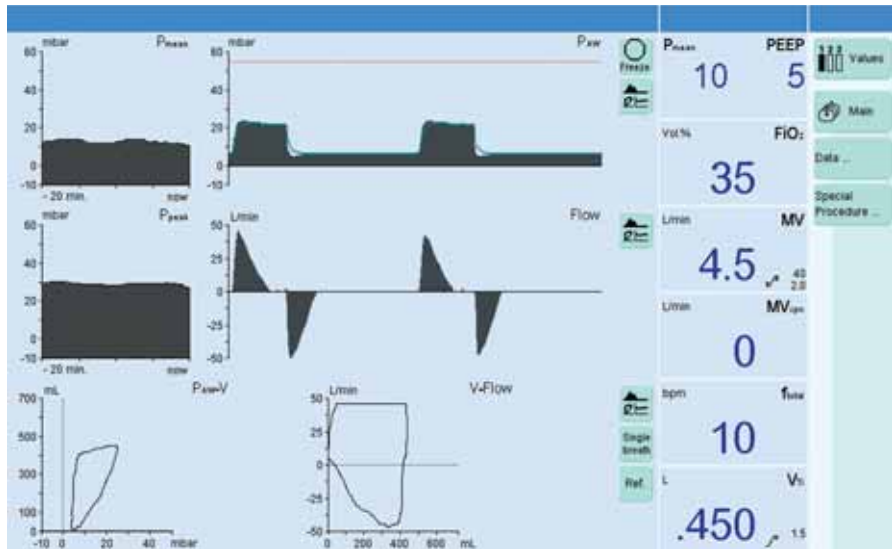 mbar
Pmean
60
40
20
0
-10
- 20 min.
now
mbar
PAW
60
40
20
0
-10
mbar
Ppeak
60
40
20
0
-10
- 20 min.
now
L/min
Flow
50
25
0
-25
-50
mL
PAW-V
700
500
300
100
0
-10 0 20 40 mbar
L/min
V-Flow
50
25
0
-25
-50
0 200 400 600 mL
Freeze
Single
breath
Ref.
Pmean PEEP
10 5
Vol.% FiO2
35
L/min MV
4.5
40
2.0
L/min MVspn
0
bpm ftotal
10
L VTi
.450
1.5
1 2 3
Values
Main
Data ...
Special
Procedure ...